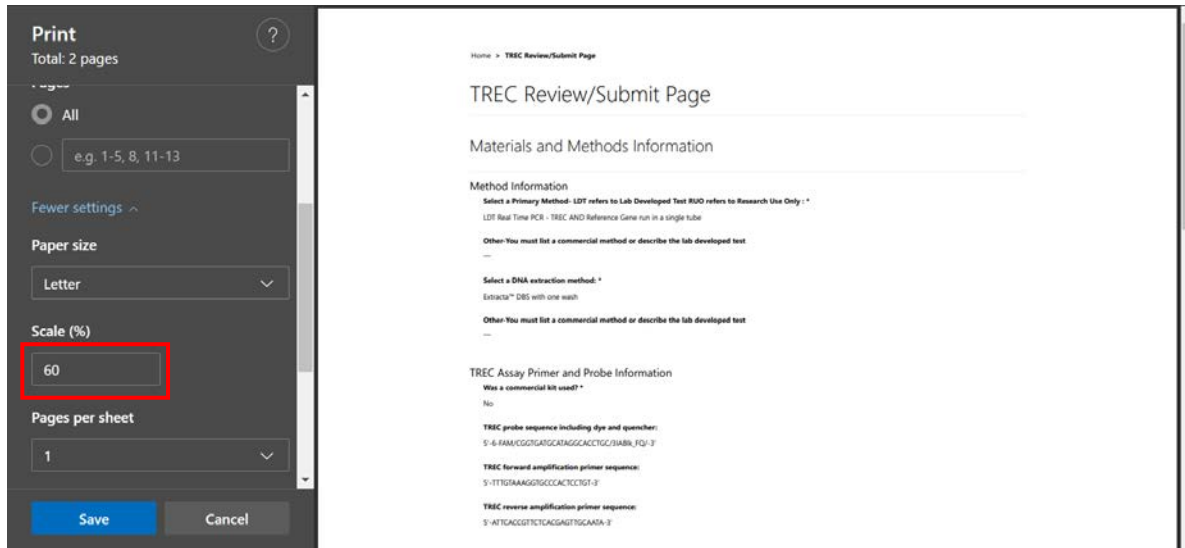 Print
?
Total: 2 pages
Pages
All
e.g. 1-5, 8, 11-13
Fewer settings
Paper size
Letter
Scale (%)
60
Pages per sheet
1
Save
Cancel
Home > TREC Review/Submit Page
TREC Review/Submit Page
Materials and Methods Information
Method Information
Select a Primary Method- LDT refers to Lab Developed Test RUO refers to Research Use Only : *
LDT Real Time PCR - TREC AND Reference Gene run in a single tube
Other-You must list a commercial method or describe the lab developed test
—
Select a DNA extraction method: *
Extracta™ DBS with one wash
Other-You must list a commercial method or describe the lab developed test
—
TREC Assay Primer and Probe Information
Was a commercial kit used? *
No
TREC probe sequence including dye and quencher:
5'-6-FAM/CGGTGATGCATAGGCACCTGC/3IABlk_FQ/-3'
TREC forward amplification primer sequence:
5'-TTTGTAAAGGTGCCCACTCCTGT-3'
TREC reverse amplification primer sequence:
5'-ATTCACCGTTCTCACGAGTTGCAATA-3'